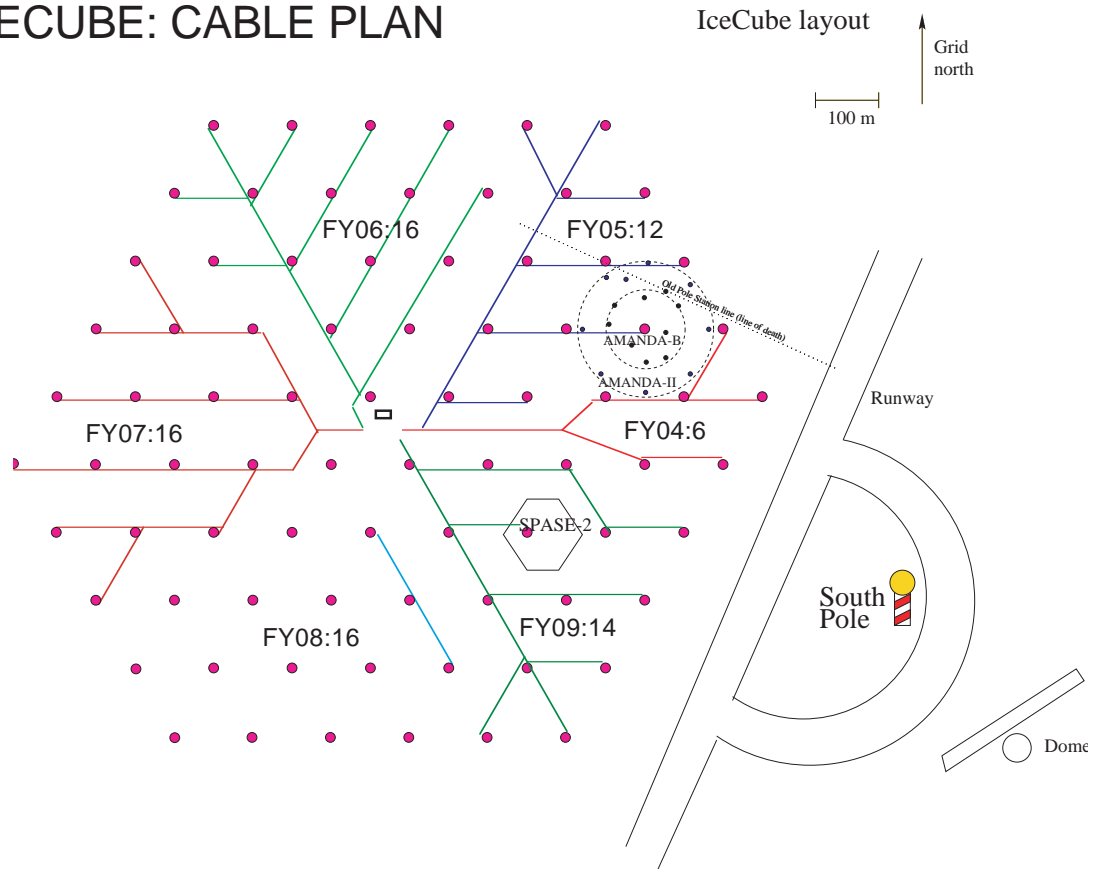 ECUBE: CABLE PLAN
IceCube layout
Grid
north
100 m
FY06:16
FY05:12
Old Pole Station line (line of death)
AMANDA-B
AMANDA-II
Runway
FY07:16
FY04:6
SPASE-2
South
Pole
FY09:14
FY08:16
Dome